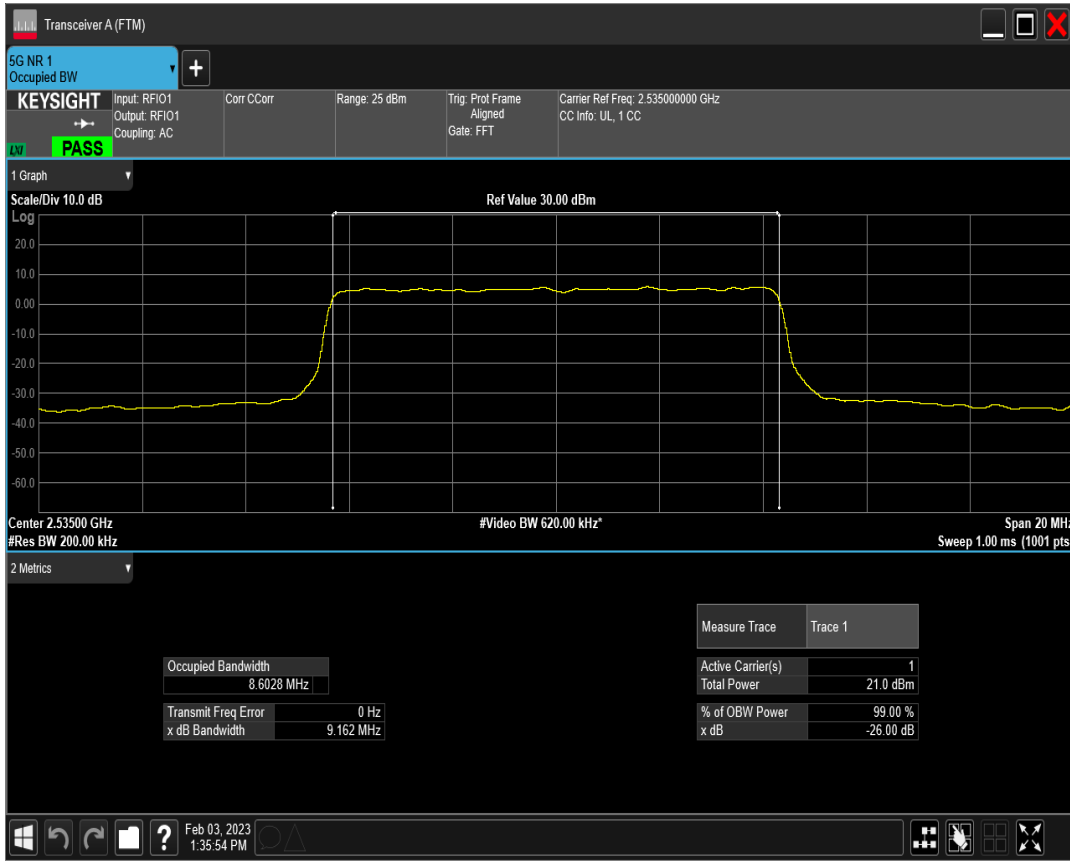 Transceiver A (FTM)
5G NR 1
Occupied BW
KEYSIGHT
LXI
PASS
Input: RFIO1
Output: RFIO1
Coupling: AC
Corr CCorr
Range: 25 dBm
Trig: Prot Frame
Aligned
Gate: FFT
Carrier Ref Freq: 2.535000000 GHz
CC Info: UL, 1 CC
1 Graph
Scale/Div 10.0 dB
Ref Value 30.00 dBm
Log
20.0
10.0
0.00
-10.0
-20.0
-30.0
-40.0
-50.0
-60.0
Center 2.53500 GHz
#Video BW 620.00 kHz*
Span 20 MHz
#Res BW 200.00 kHz
Sweep 1.00 ms (1001 pts
2 Metrics
Measure Trace Trace 1
Occupied Bandwidth
8.6028 MHz
Active Carrier(s) 1
Total Power 21.0 dBm
Transmit Freq Error 0 Hz
x dB Bandwidth 9.162 MHz
% of OBW Power 99.00 %
x dB -26.00 dB
?
Feb 03, 2023
1:35:54 PM